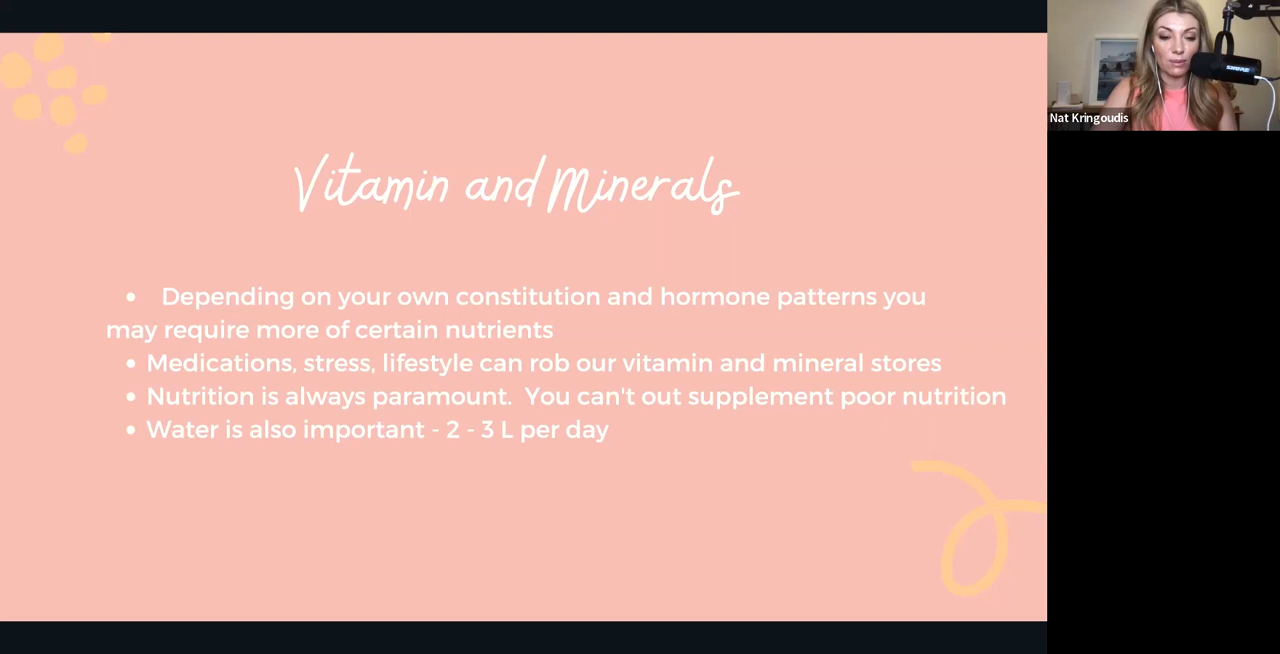 Vitamin and Minerals
• Depending on your own constitution and hormone patterns you
may require more of certain nutrients
• Medications, stress, lifestyle can rob our vitamin and mineral stores
• Nutrition is always paramount.  You can't out supplement poor nutrition
• Water is also important - 2 - 3 L per day
SHURE
Nat Kringoudis